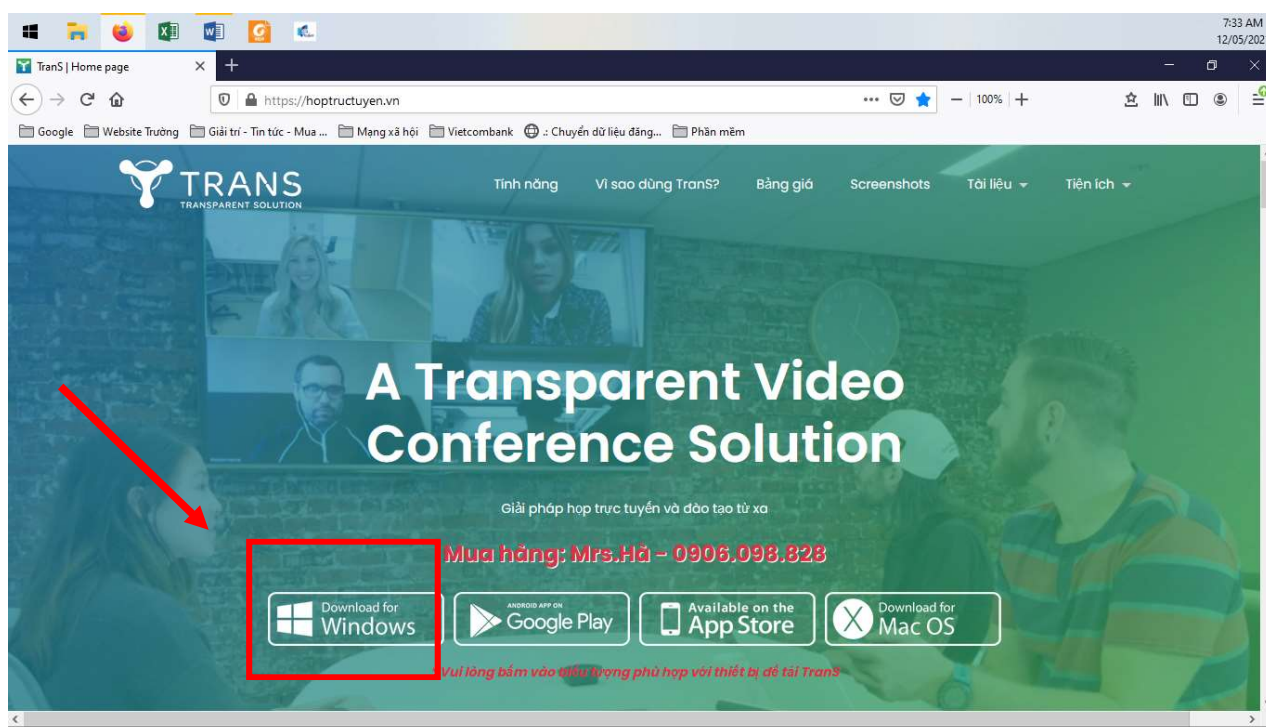 7:33 AM
12/05/202
TranS | Home page
https://hoptructuyen.vn
100%
Google Website Trường Giải trí - Tin tức - Mua ... Mạng xã hội Vietcombank .: Chuyển dữ liệu đăng... Phần mềm
TRANS
TRANSPARENT SOLUTION
Tính năng Vì sao dùng TranS? Bảng giá Screenshots Tài liệu Tiện ích
A Transparent Video
Conference Solution
Giải pháp họp trực tuyến và đào tạo từ xa
Mua hàng: Mrs.Hà – 0906.098.828
Download for
Windows
ANDROID APP ON
Google Play
Available on the
App Store
Download for
Mac OS
Vui lòng bấm vào biểu tượng phù hợp với thiết bị để tải TranS